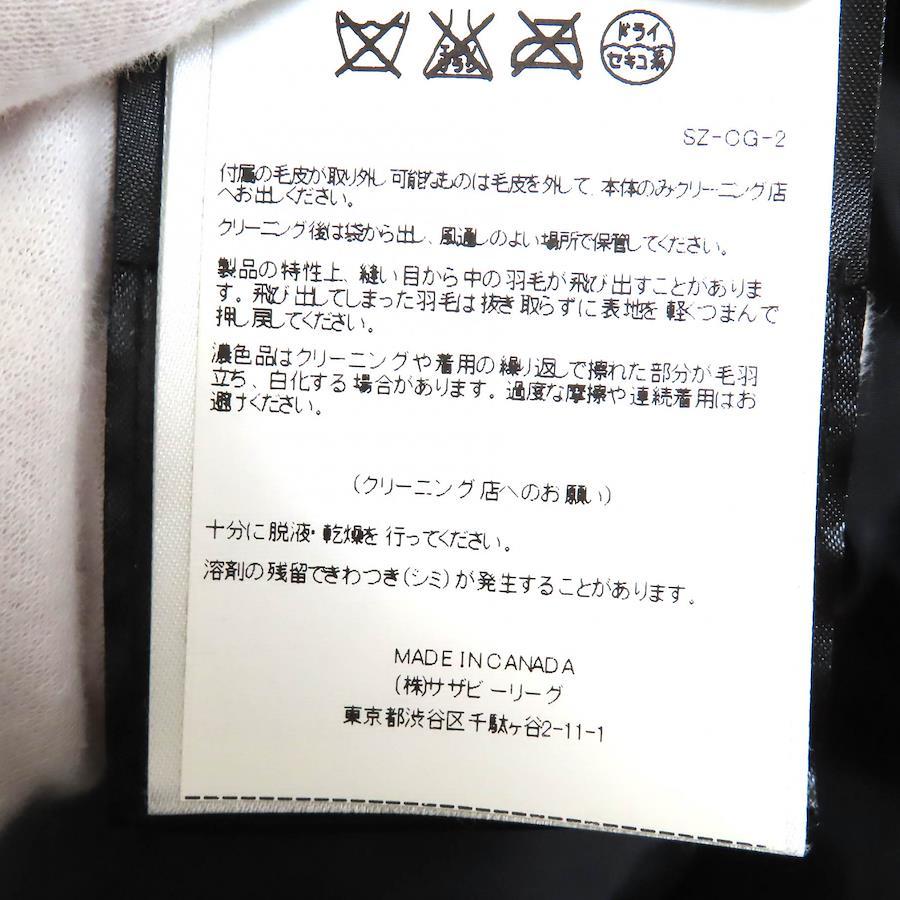 エンソ
サラシ
ドライ
セキユ系
SZ-CG-2
付属の毛皮が取り外し可能なものは毛皮を外して、本体のみクリーニング店
へお出しください。
クリーニング後は袋から出し、風通しのよい場所で保管してください。
製品の特性上、縫い目から中の羽毛が飛び出すことがありま
す。飛び出してしまった羽毛は抜き取らずに表地を軽くつまんで
押し戻してください。
濃色品はクリーニングや着用の繰り返しで擦れた部分が毛羽
立ち、白化する場合があります。過度な摩擦や連続着用はお
避けください。
(クリーニング店へのお願い)
十分に脱液・乾燥を行ってください。
溶剤の残留できわつき(シミ)が発生することがあります。
MADE IN CANADA
(株)サザビーリーグ
東京都渋谷区千駄ヶ谷2-11-1